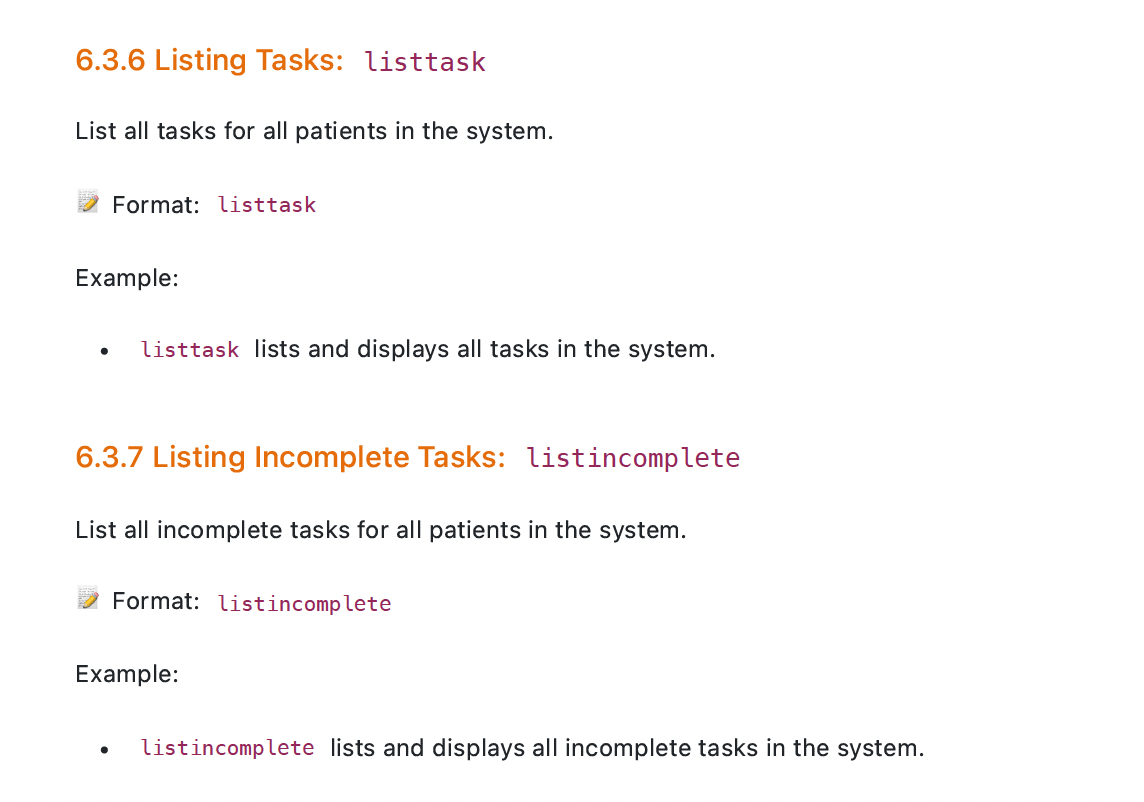 6.3.6 Listing Tasks: listtask
List all tasks for all patients in the system.
📝 Format: listtask
Example:
• listtask lists and displays all tasks in the system.
6.3.7 Listing Incomplete Tasks: listincomplete
List all incomplete tasks for all patients in the system.
📝 Format: listincomplete
Example:
• listincomplete lists and displays all incomplete tasks in the system.